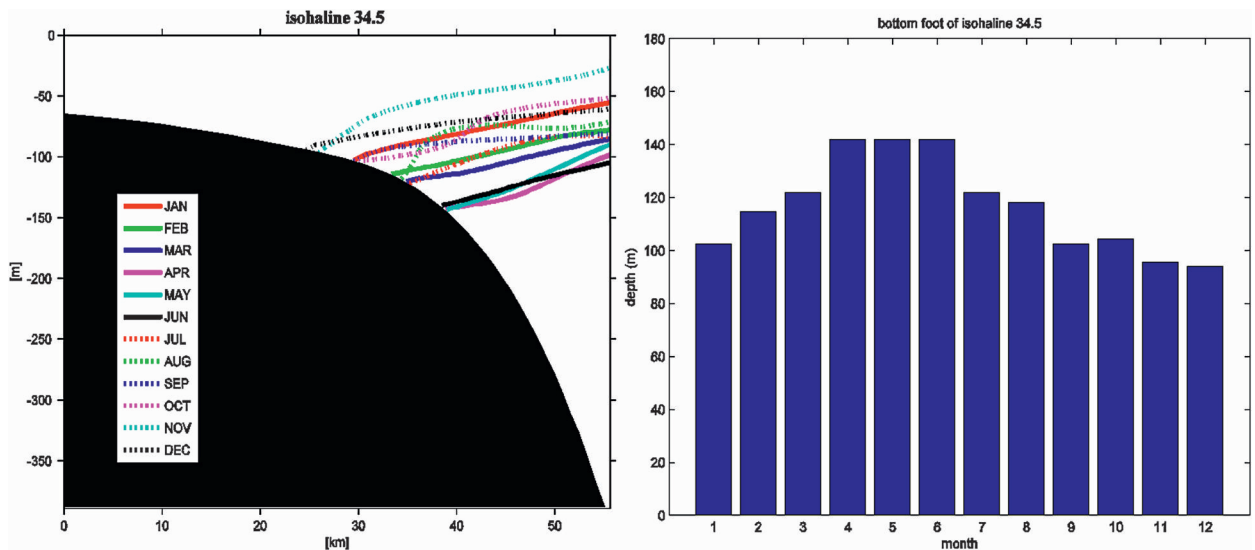 isohaline 34.5
0
-50
-100
-150
-200
-250
-300
-350
[m]
JAN
FEB
MAR
APR
MAY
JUN
JUL
AUG
SEP
OCT
NOV
DEC
0 10 20 30 40 50
[km]
bottom foot of isohaline 34.5
180
160
140
120
100
80
60
40
20
0
depth (m)
1 2 3 4 5 6 7 8 9 10 11 12
month